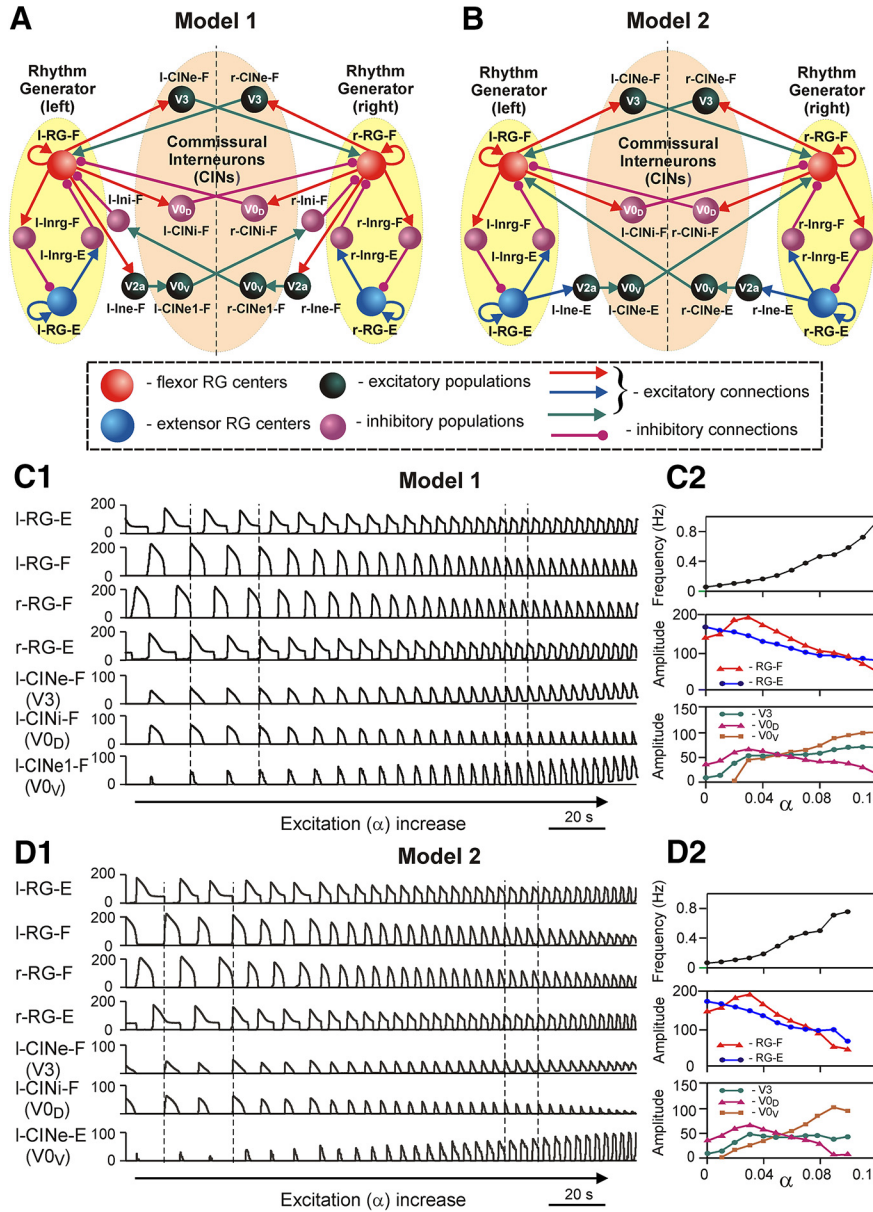 A
Model 1
Rhythm Generator (left)
l-CINe-F
r-CINe-F
Rhythm Generator (right)
l-RG-F
V3
V3
r-RG-F
Commissural Interneurons (CINs)
l-Ini-F
V0D
V0D
r-Ini-F
l-Inrg-F
l-CINi-F
r-CINi-F
r-Inrg-F
l-Inrg-E
r-Inrg-E
V2a
V0V
V0V
V2a
l-RG-E
l-Ine-F
l-CINe1-F
r-CINe1-F
r-Ine-F
r-RG-E
B
Model 2
Rhythm Generator (left)
l-CINe-F
r-CINe-F
Rhythm Generator (right)
l-RG-F
V3
V3
r-RG-F
Commissural Interneurons (CINs)
V0D
V0D
l-Inrg-F
l-CINi-F
r-CINi-F
r-Inrg-F
l-Inrg-E
r-Inrg-E
V2a
V0V
V0V
V2a
l-RG-E
l-Ine-E
l-CINe-E
r-CINe-E
r-Ine-E
r-RG-E
- flexor RG centers
- excitatory populations
} - excitatory connections
- extensor RG centers
- inhibitory populations
- inhibitory connections
C1
Model 1
l-RG-E
200
0
l-RG-F
200
0
r-RG-F
200
0
r-RG-E
200
0
l-CINe-F (V3)
100
0
l-CINi-F (V0D)
100
0
l-CINe1-F (V0V)
100
0
Excitation (α) increase
20 s
C2
Frequency (Hz)
0.8
0.4
0
Amplitude
200
100
0
- RG-F
- RG-E
Amplitude
150
100
50
0
- V3
- V0D
- V0V
0
0.04
0.08
0.1
α
D1
Model 2
l-RG-E
200
0
l-RG-F
200
0
r-RG-F
200
0
r-RG-E
200
0
l-CINe-F (V3)
100
0
l-CINi-F (V0D)
100
0
l-CINe-E (V0V)
100
0
Excitation (α) increase
20 s
D2
Frequency (Hz)
0.8
0.4
0
Amplitude
200
100
0
- RG-F
- RG-E
Amplitude
150
100
50
0
- V3
- V0D
- V0V
0
0.04
0.08
0.1
α